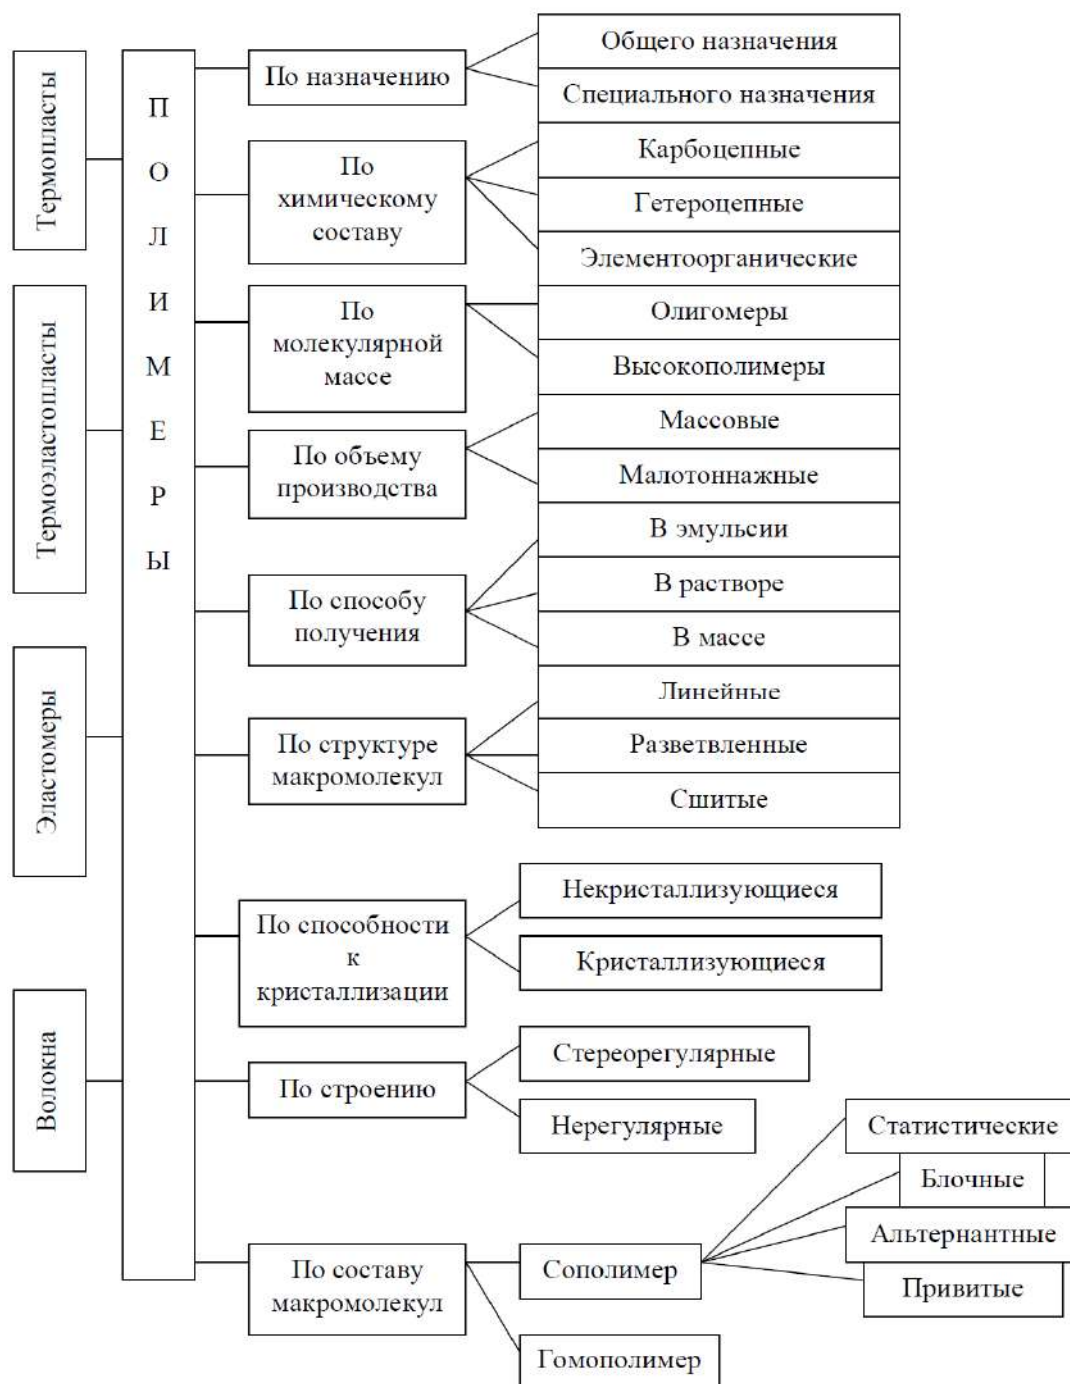 Термопласты
Термоэластопласты
Эластомеры
Волокна
П
О
Л
И
М
Е
Р
Ы
По назначению
Общего назначения
Специального назначения
По
химическому
составу
Карбоцепные
Гетероцепные
Элементоорганические
По
молекулярной
массе
Олигомеры
Высокополимеры
По объему
производства
Массовые
Малотоннажные
По способу
получения
В эмульсии
В растворе
В массе
По структуре
макромолекул
Линейные
Разветвленные
Сшитые
По способности
к
кристаллизации
Некристаллизующиеся
Кристаллизующиеся
По строению
Стереорегулярные
Нерегулярные
По составу
макромолекул
Сополимер
Гомополимер
Статистические
Блочные
Альтернантные
Привитые